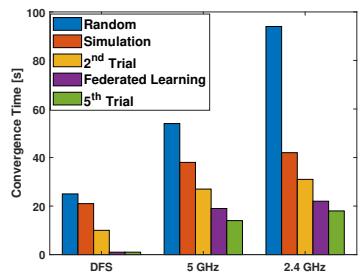 100
80
60
40
20
0
Convergence Time [s]
Random
Simulation
2nd Trial
Federated Learning
5th Trial
DFS 5 GHz 2.4 GHz